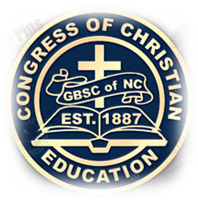 CONGRESS OF CHRISTIAN
GBSC of NC
EST. 1887
EDUCATION